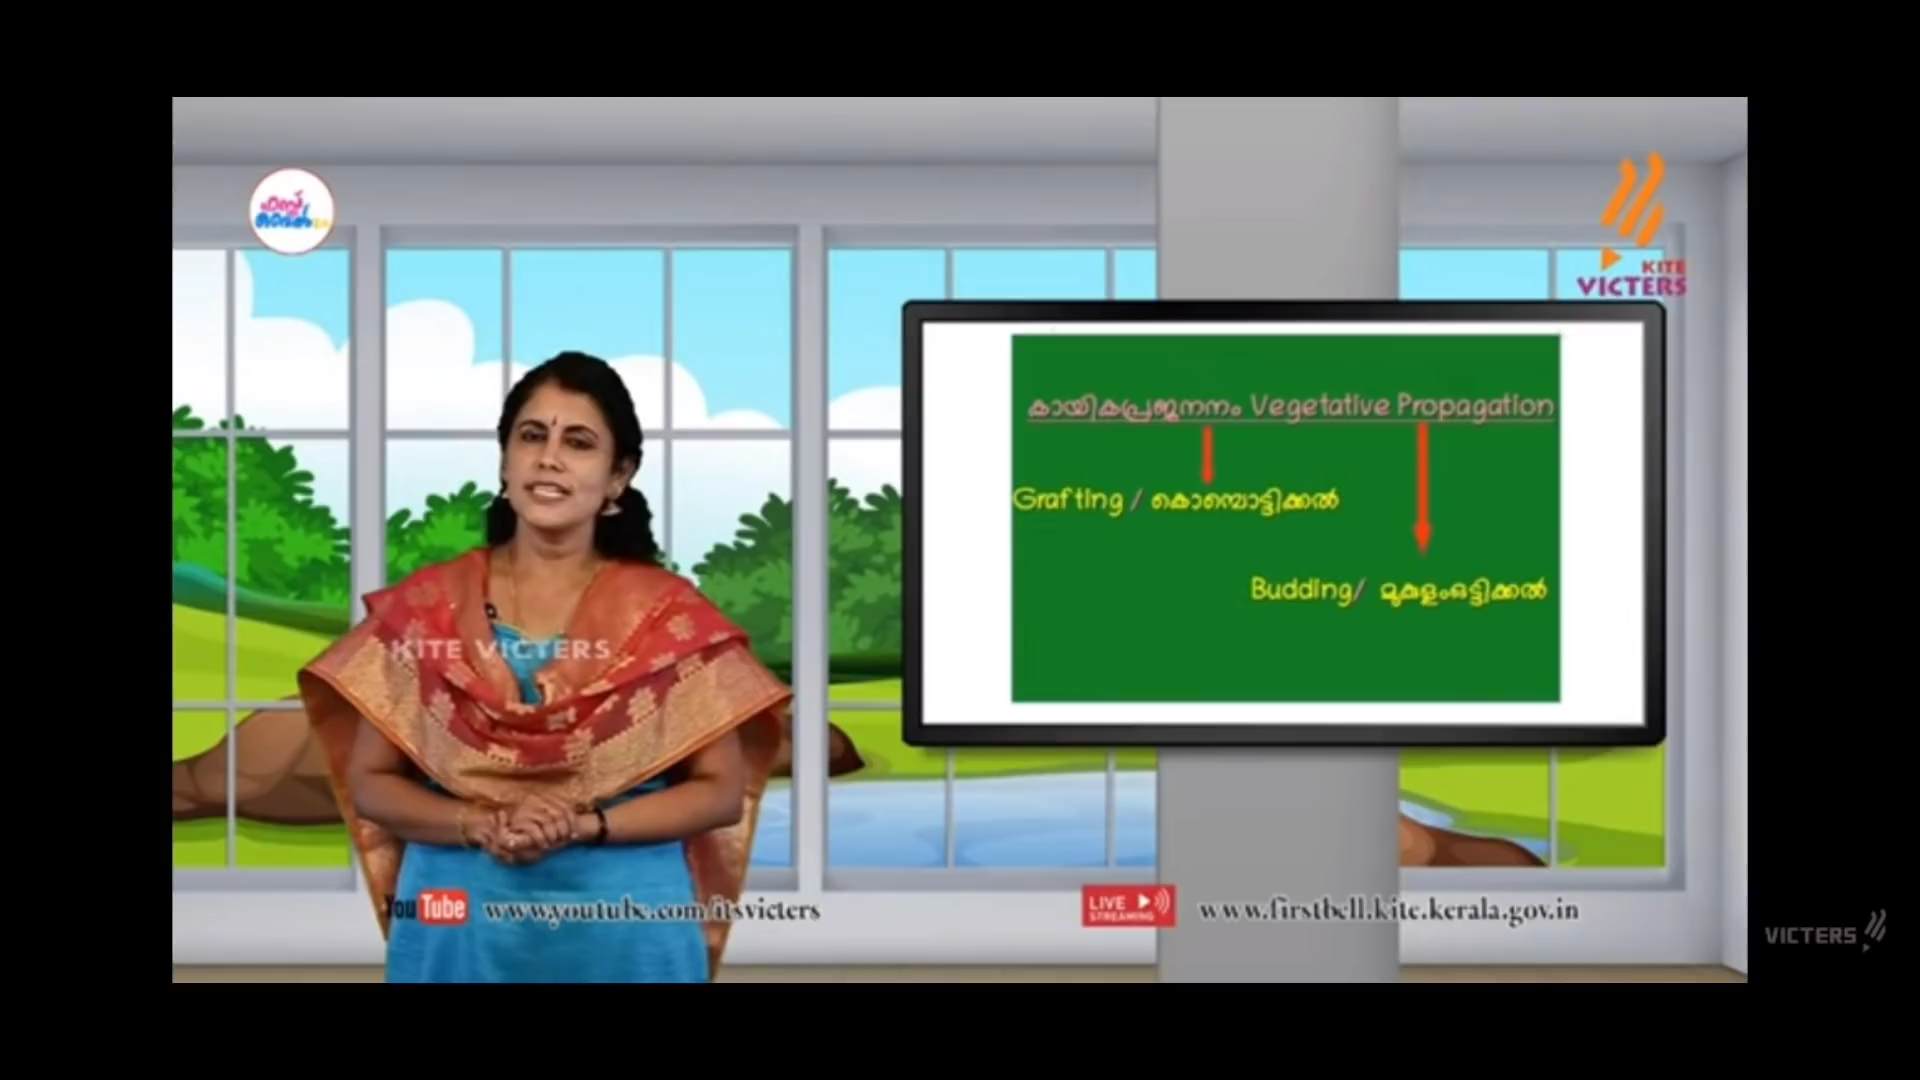 ഫസ്റ്റ്
ബെൽ
KITE
VICTERS
കായികപ്രജനനം Vegetative Propagation
Grafting / കൊമ്പൊട്ടിക്കൽ
Budding/ മുകുളംഒട്ടിക്കൽ
KITE VICTERS
YouTube www.youtube.com/itsvicters
LIVE
STREAMING
www.firstbell.kite.kerala.gov.in
VICTERS